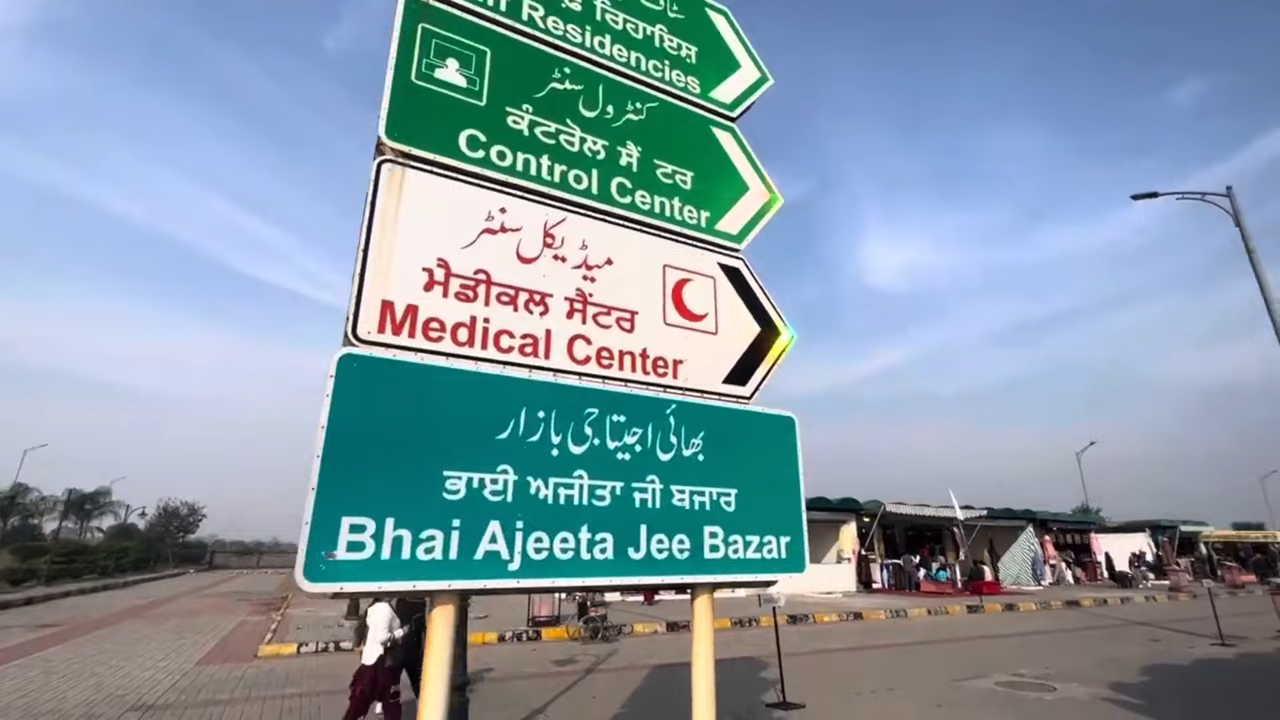 ਰਿਹਾਇਸ਼
Residencies
کنٹرول سنٹر
ਕੰਟਰੋਲ ਸੈਂ ਟਰ
Control Center
میڈیکل سنٹر
ਮੈਡੀਕਲ ਸੈਂਟਰ
Medical Center
بھائی اجیتا جی بازار
ਭਾਈ ਅਜੀਤਾ ਜੀ ਬਜਾਰ
Bhai Ajeeta Jee Bazar